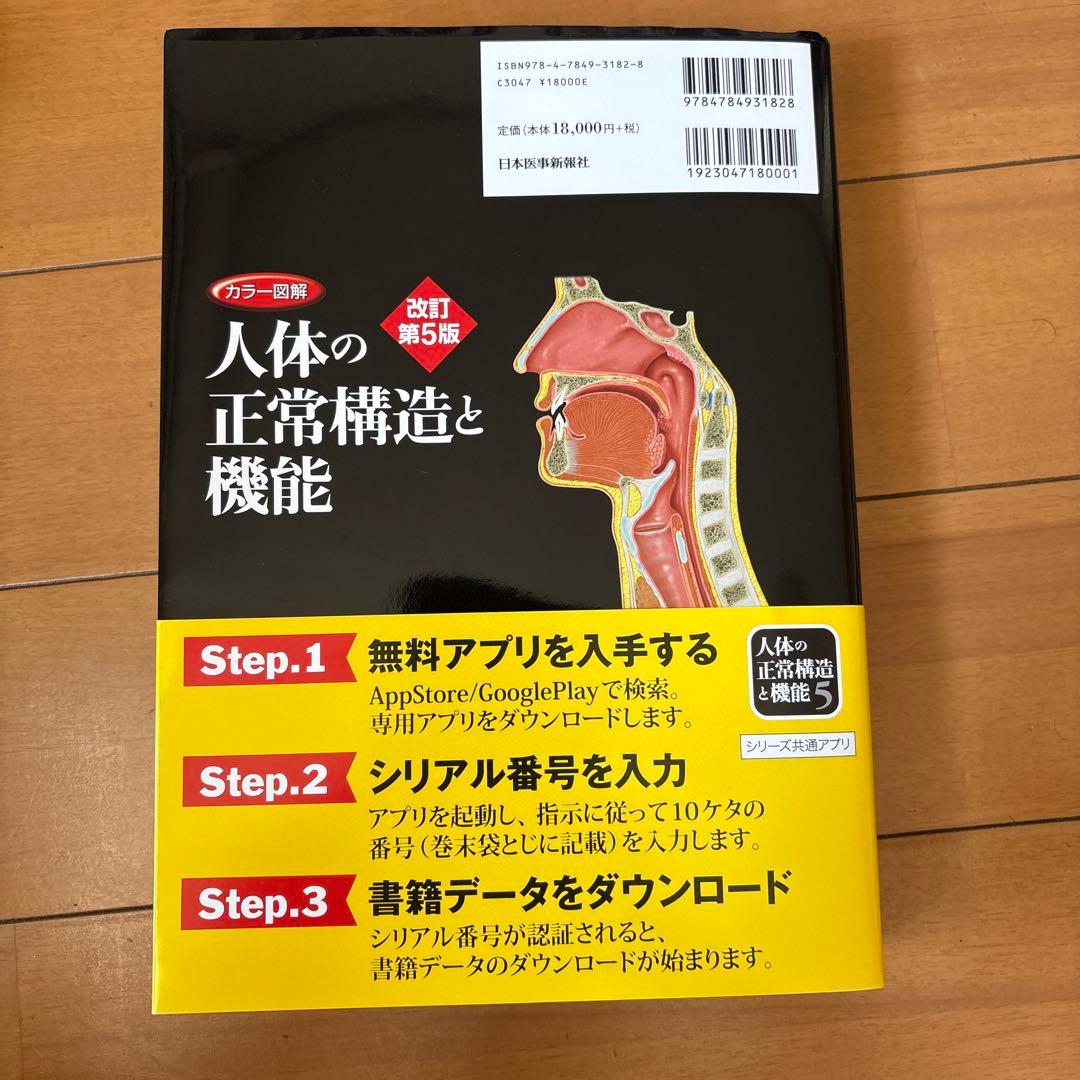 ISBN978-4-7849-3182-8
C3047 ¥18000E
定価(本体18,000円+税)
日本医事新報社
9784784931828
1923047180001
カラー図解
改訂
第5版
人体の
正常構造と
機能
Step.1
無料アプリを入手する
AppStore/GooglePlayで検索。
専用アプリをダウンロードします。
人体の
正常構造
と機能5
シリーズ共通アプリ
Step.2
シリアル番号を入力
アプリを起動し、指示に従って10ケタの
番号(巻末袋とじに記載)を入力します。
Step.3
書籍データをダウンロード
シリアル番号が認証されると、
書籍データのダウンロードが始まります。